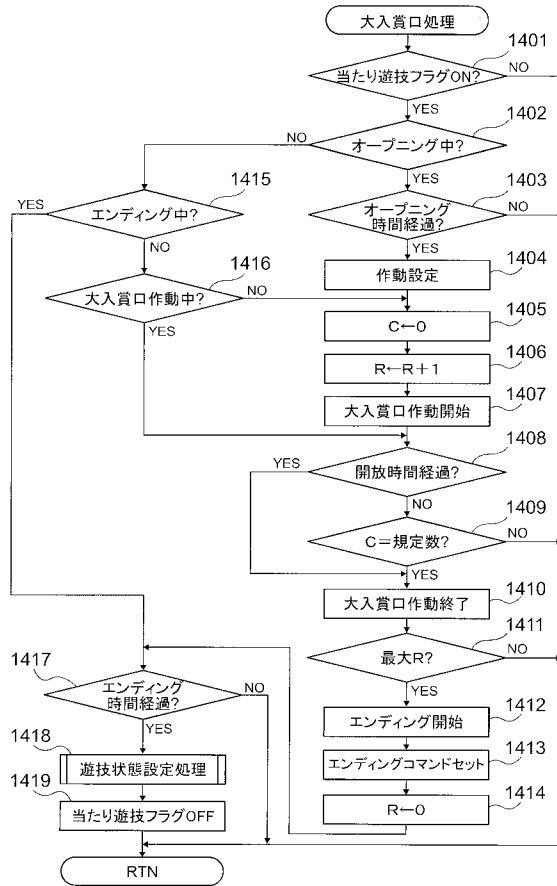 大入賞口処理
1401
当たり遊技フラグON?
NO
YES
1402
オープニング中?
NO
YES
1403
オープニング
時間経過?
NO
YES
1415
エンディング中?
YES
NO
1404
作動設定
1416
大入賞口作動中?
NO
YES
1405
C←0
1406
R←R+1
1407
大入賞口作動開始
1408
開放時間経過?
YES
NO
1409
C=規定数?
NO
YES
1410
大入賞口作動終了
1411
最大R?
NO
YES
1412
エンディング開始
1413
エンディングコマンドセット
1414
R←0
1417
エンディング
時間経過?
NO
YES
1418
遊技状態設定処理
1419
当たり遊技フラグOFF
RTN